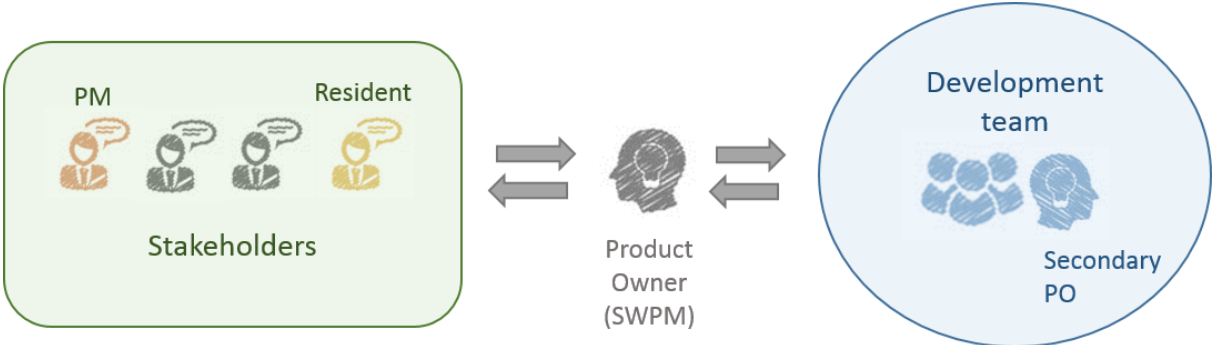 PM
Resident
Stakeholders
Product
Owner
(SWPM)
Development
team
Secondary
PO